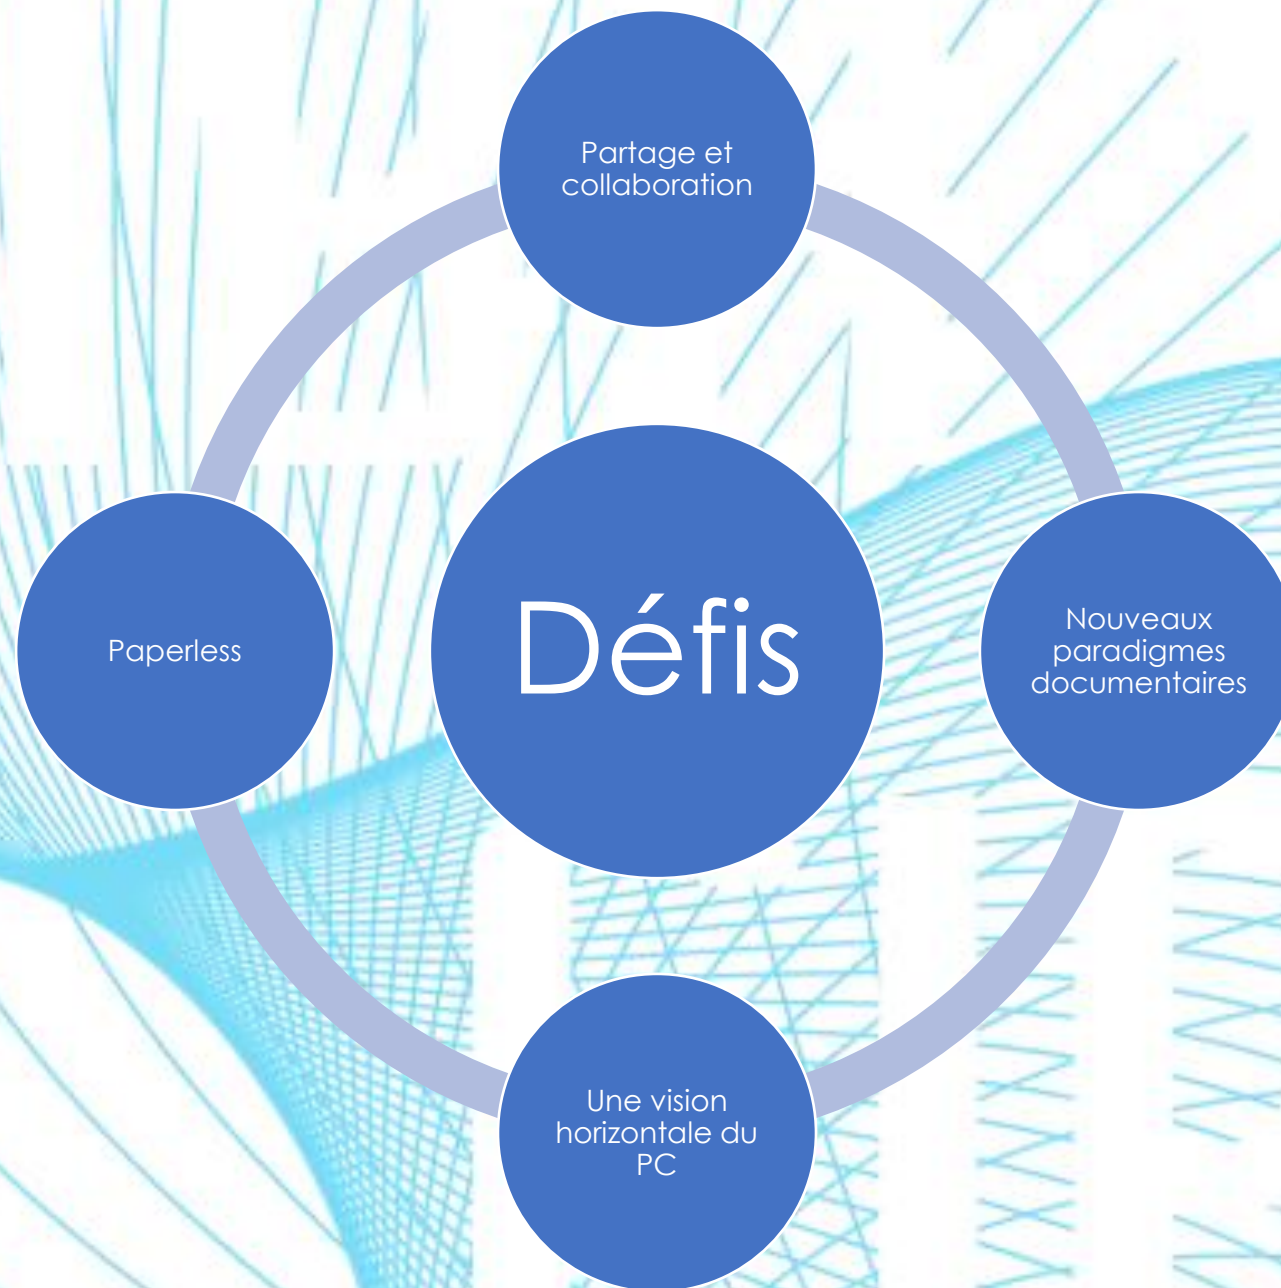 Partage et
collaboration
Défis
Nouveaux
paradigmes
documentaires
Paperless
Une vision
horizontale du
PC